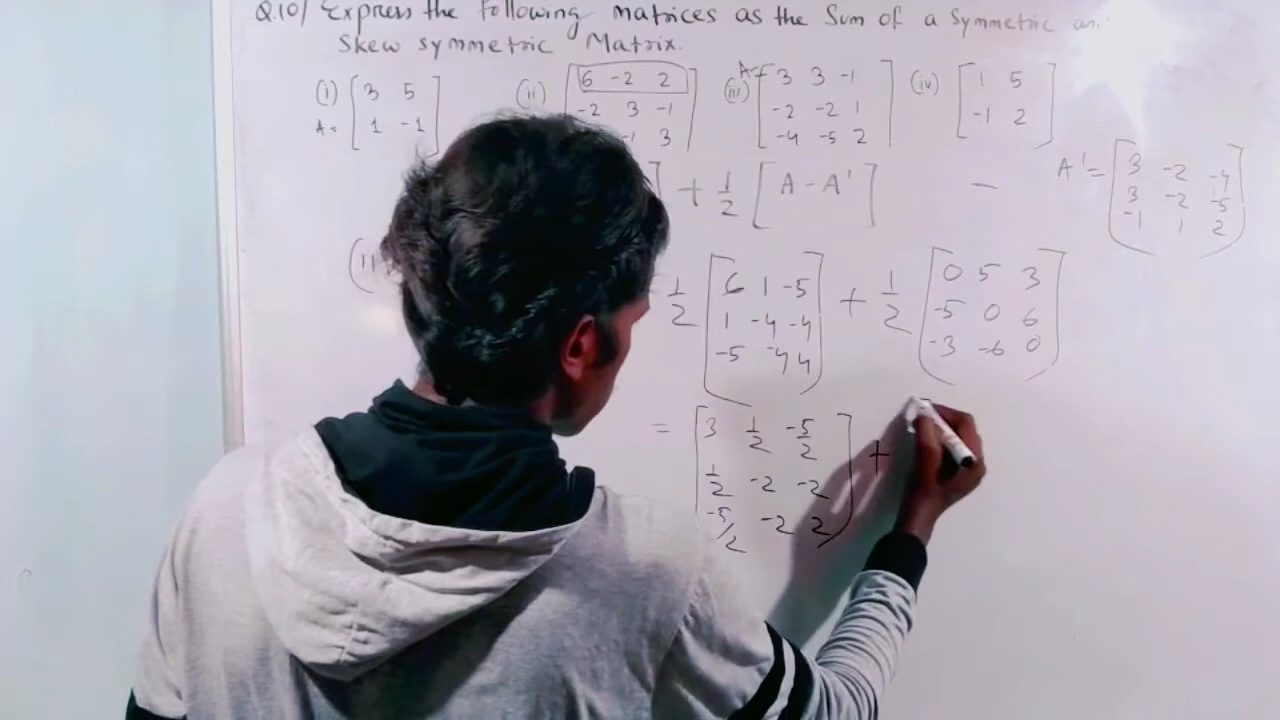 Q.10/ Express the following matrices as the Sum of a Symmetric an
Skew symmetric Matrix.
(i) A = [3 5
1 -1]
(ii) [6 -2 2
-2 3 -1
-1 3]
(iii) A = [3 3 -1
-2 -2 1
-4 -5 2]
(iv) [1 5
-1 2]
] + 1/2 [A - A'] -
A' = [3 -2 -4
3 -2 -5
-1 1 2]
1/2 [6 1 -5
1 -4 -4
-5 -4 4] + 1/2 [0 5 3
-5 0 6
-3 -6 0]
= [3 1/2 -5/2
1/2 -2 -2
-5/2 -2 2] +